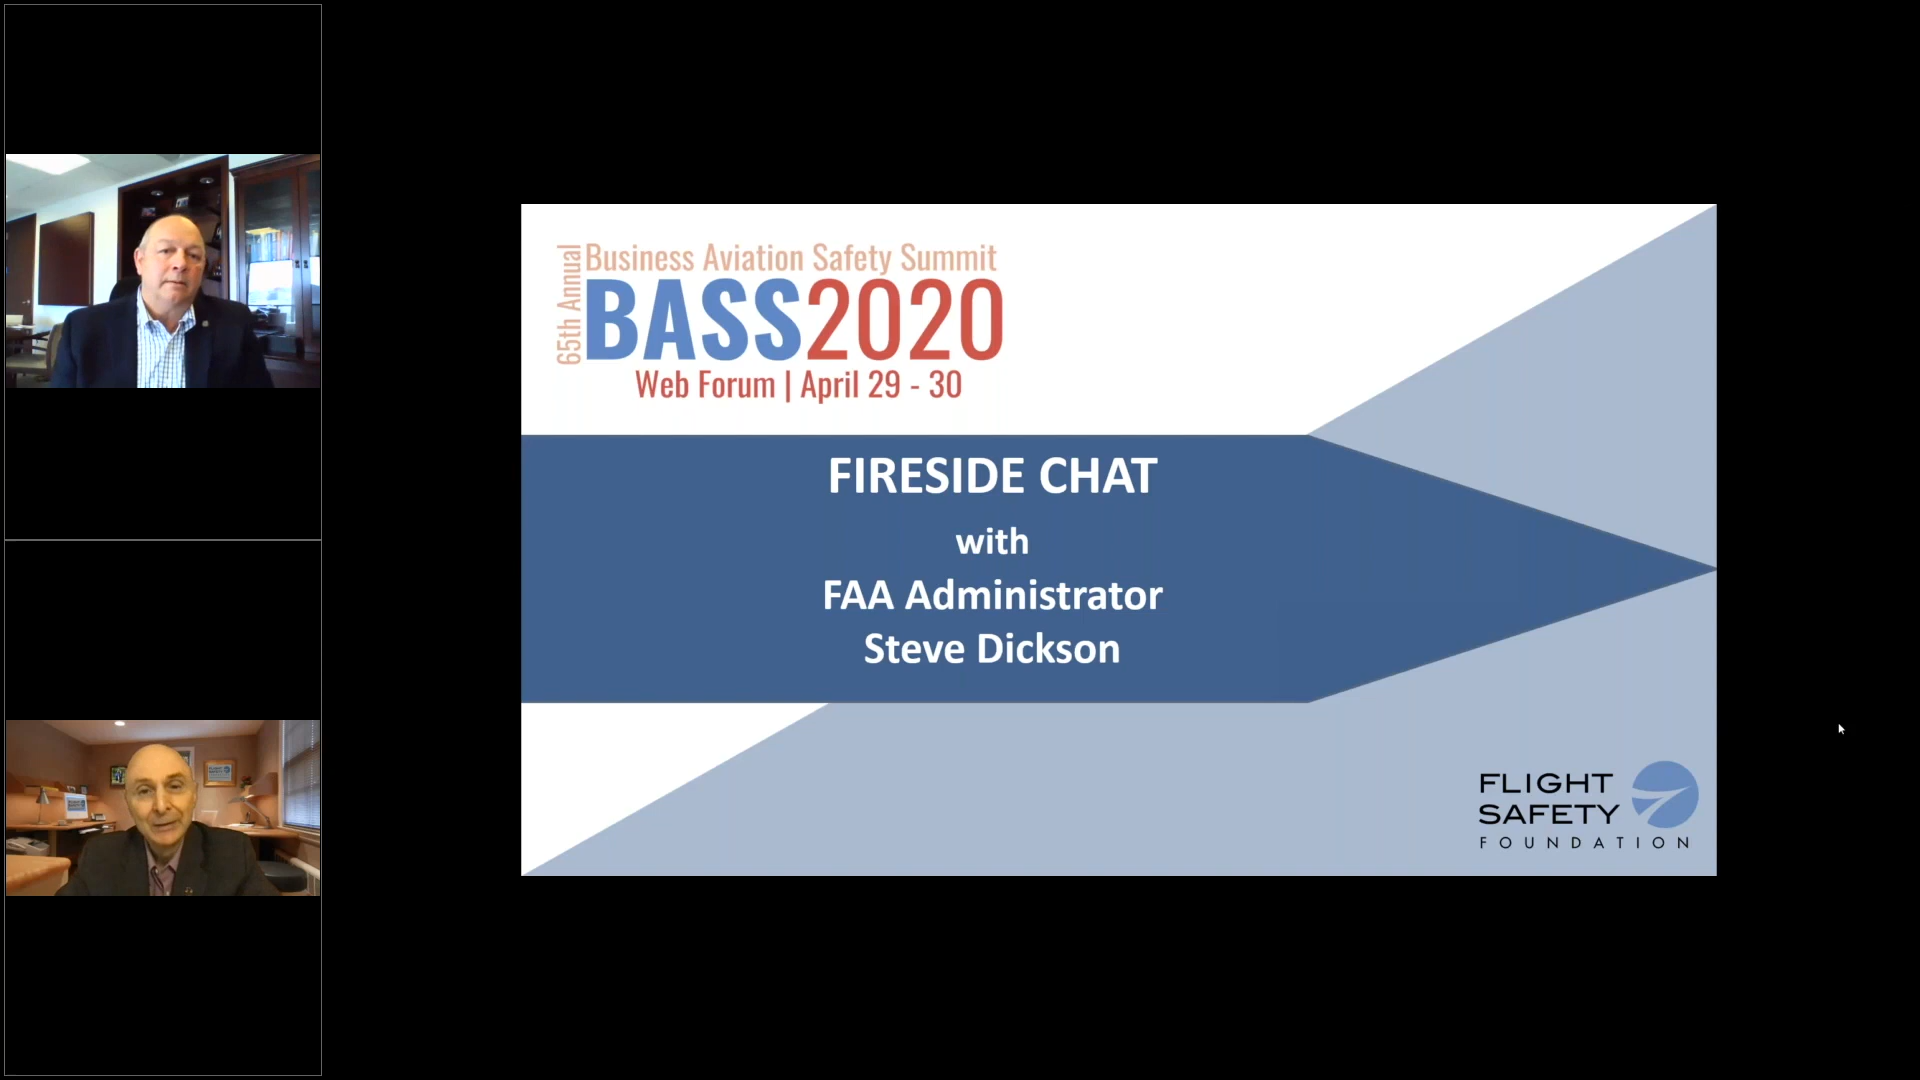 65th Annual
Business Aviation Safety Summit
BASS2020
Web Forum | April 29 - 30
FIRESIDE CHAT
with
FAA Administrator
Steve Dickson
FLIGHT
SAFETY
FOUNDATION